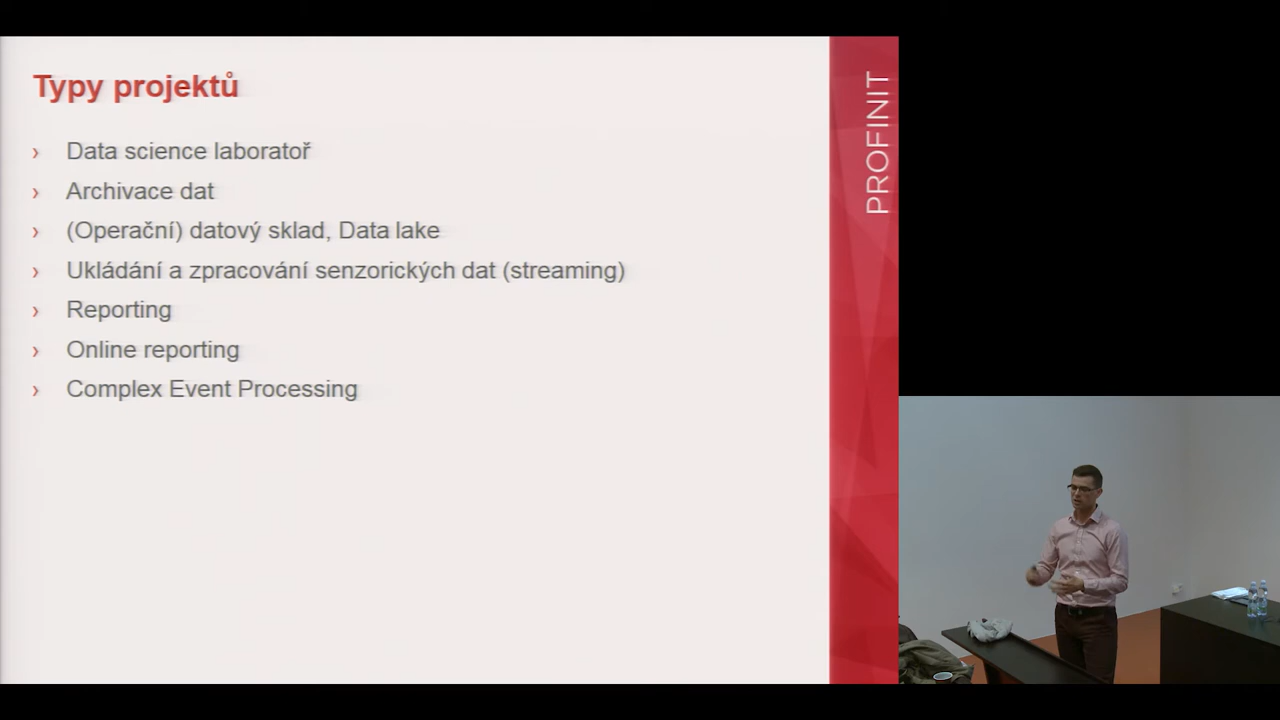 Typy projektů
› Data science laboratoř
› Archivace dat
› (Operační) datový sklad, Data lake
› Ukládání a zpracování senzorických dat (streaming)
› Reporting
› Online reporting
› Complex Event Processing
PROFINIT